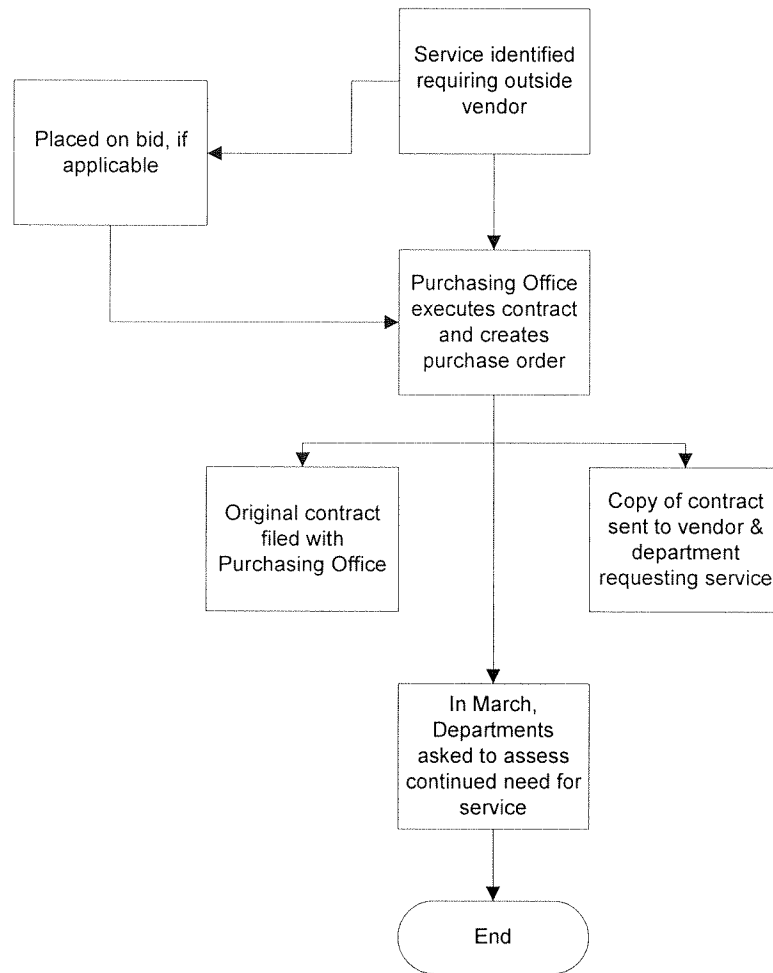 Service identified
requiring outside
vendor
Placed on bid, if
applicable
Purchasing Office
executes contract
and creates
purchase order
Original contract
filed with
Purchasing Office
Copy of contract
sent to vendor &
department
requesting service
In March,
Departments
asked to assess
continued need for
service
End